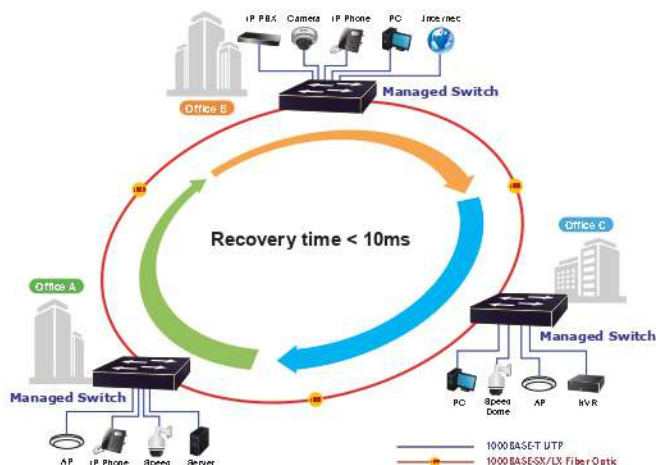 IP PBX
Camera
IP Phone
PC
Internet
Managed Switch
Office B
Recovery time < 10ms
Office C
Office A
Managed Switch
Managed Switch
PC
Speed
Dome
AP
NVR
AP
IP Phone
Speed
Server
1000BASE-T UTP
1000BASE-SX/LX Fiber Optic